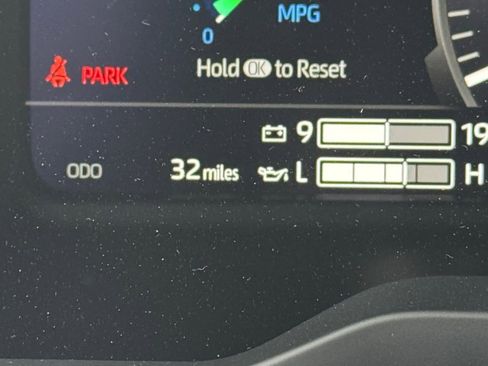 MPG
0
Hold OK to Reset
PARK
9 19
ODO 32 miles L H